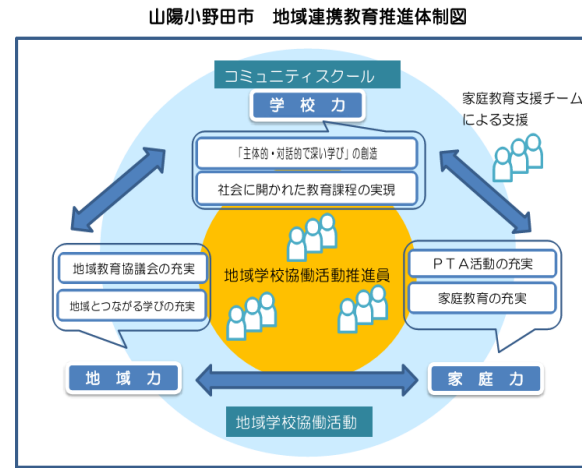 山陽小野田市　地域連携教育推進体制図
コミュニティスクール
学校力
家庭教育支援チーム
による支援
「主体的・対話的で深い学び」の創造
社会に開かれた教育課程の実現
地域教育協議会の充実
地域とつながる学びの充実
地域学校協働活動推進員
ＰＴＡ活動の充実
家庭教育の充実
地域力
家庭力
地域学校協働活動